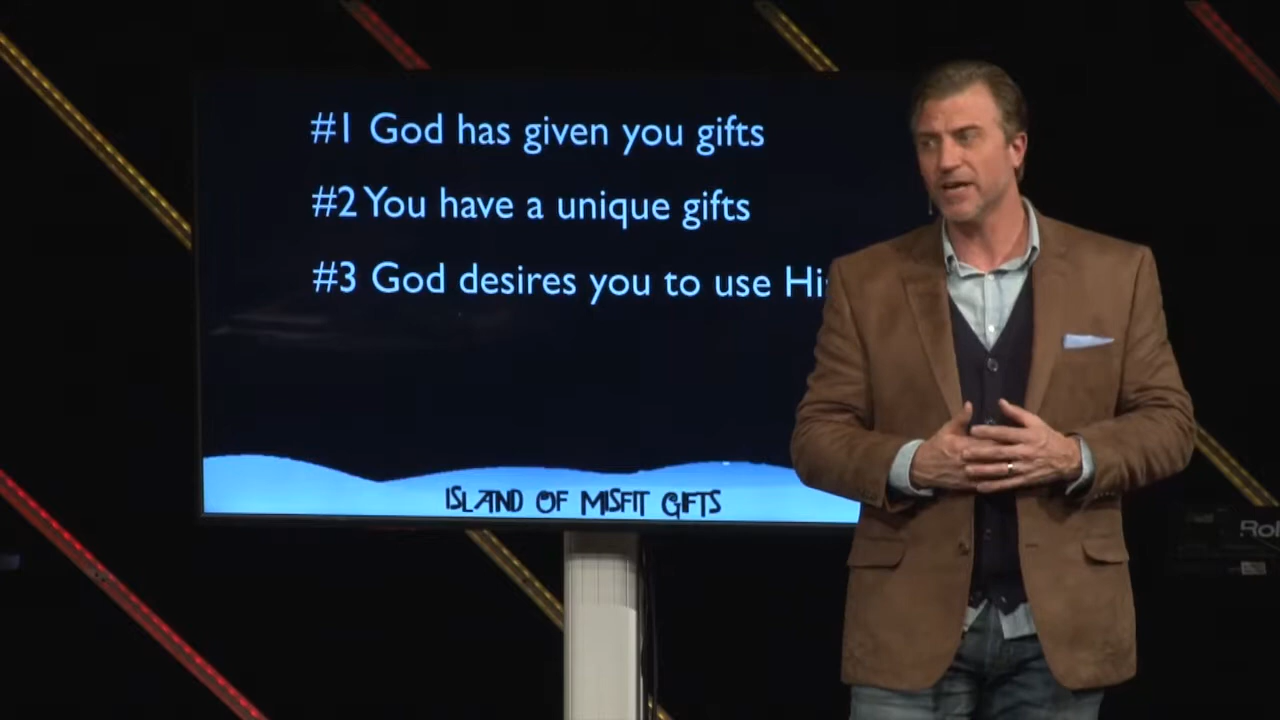 #1 God has given you gifts
#2 You have a unique gifts
#3 God desires you to use
ISLAND OF MISFIT GIFTS